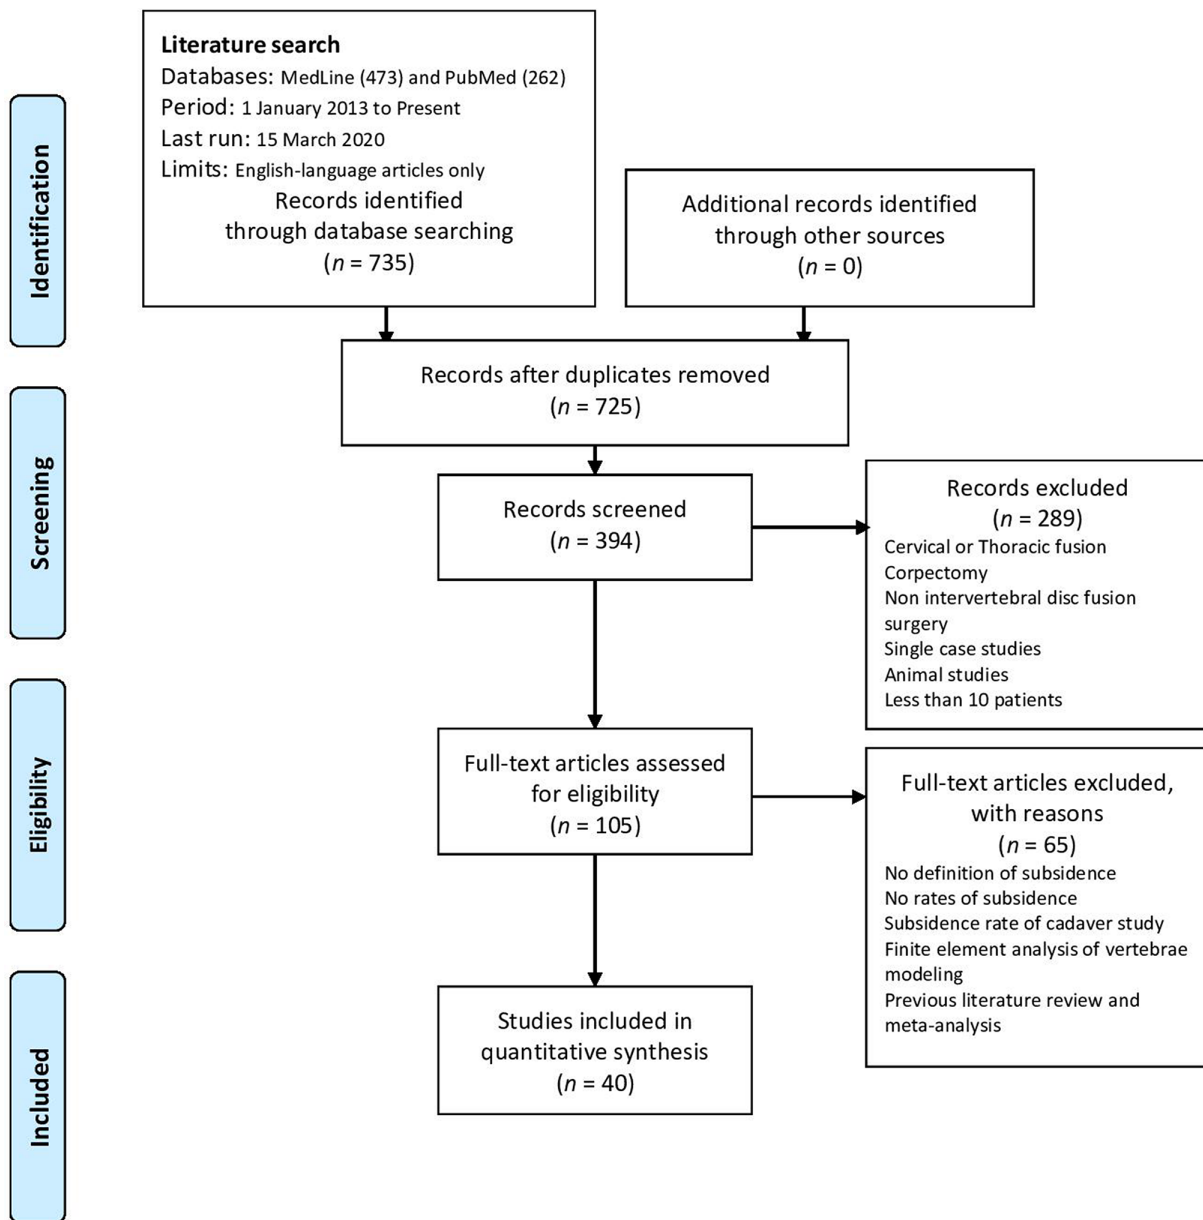 Literature search
Databases: MedLine (473) and PubMed (262)
Period: 1 January 2013 to Present
Last run: 15 March 2020
Limits: English-language articles only
Records identified
through database searching
(n = 735)
Additional records identified
through other sources
(n = 0)
Identification
Records after duplicates removed
(n = 725)
Screening
Records screened
(n = 394)
Records excluded
(n = 289)
Cervical or Thoracic fusion
Corpectomy
Non intervertebral disc fusion
surgery
Single case studies
Animal studies
Less than 10 patients
Eligibility
Full-text articles assessed
for eligibility
(n = 105)
Full-text articles excluded,
with reasons
(n = 65)
No definition of subsidence
No rates of subsidence
Subsidence rate of cadaver study
Finite element analysis of vertebrae
modeling
Previous literature review and
meta-analysis
Included
Studies included in
quantitative synthesis
(n = 40)